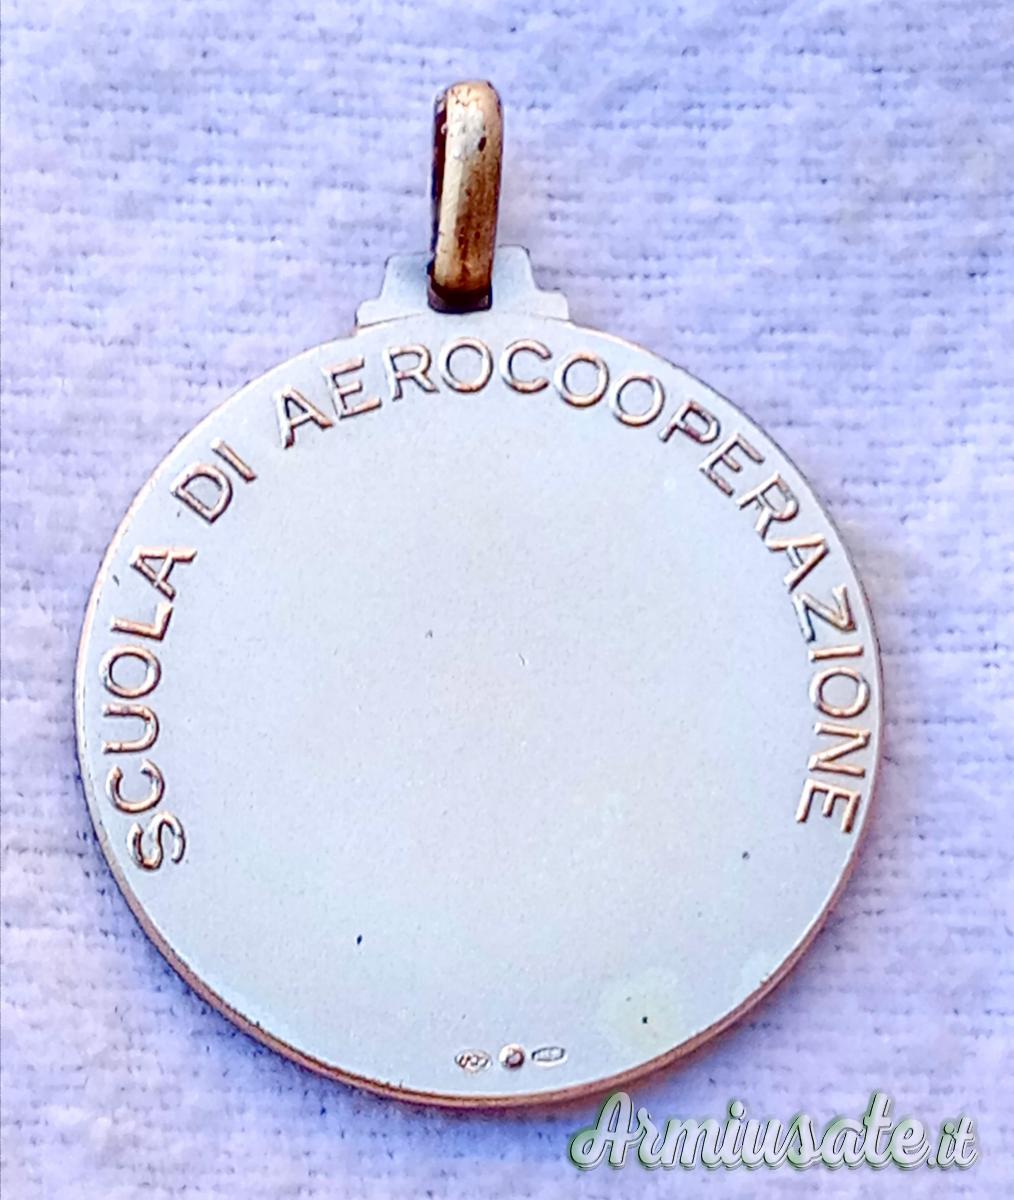 SCUOLA DI AEROCOOPERAZIONE
Armiusate.it